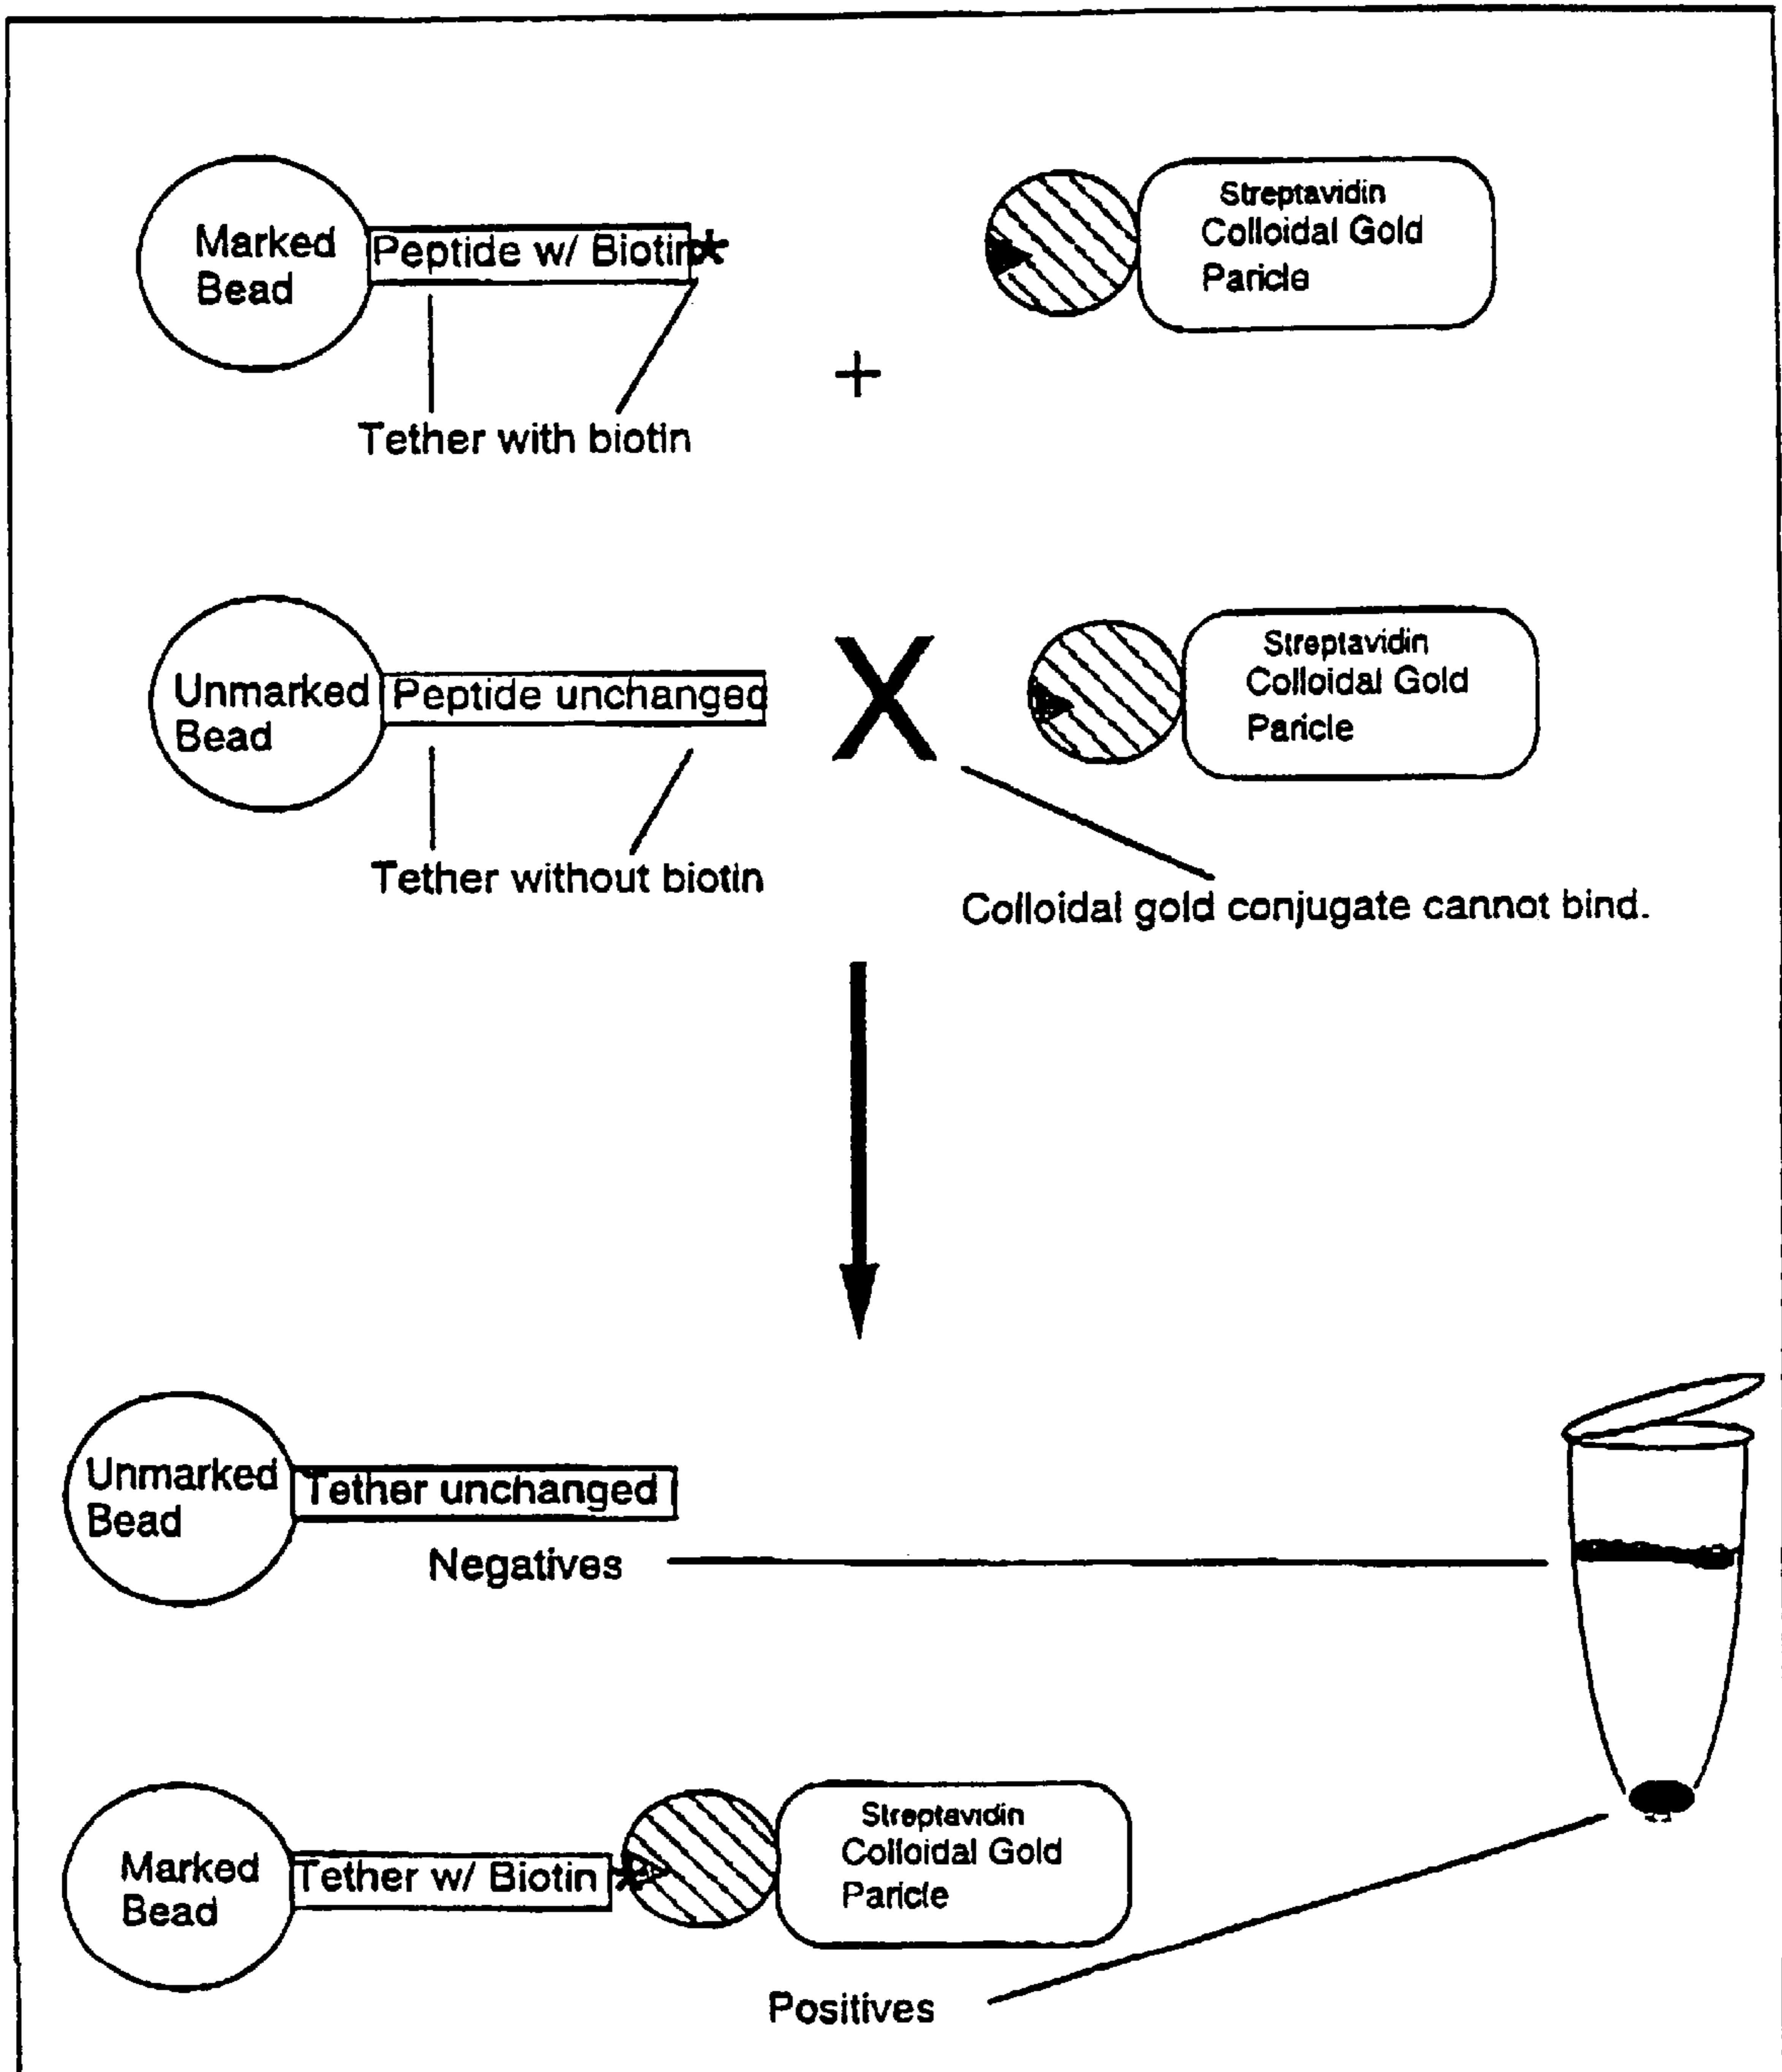 Marked
Bead
Peptide w/ Biotin
Streptavidin
Colloidal Gold
Paricle
+
Tether with biotin
Unmarked
Bead
Peptide unchanged
X
Streptavidin
Colloidal Gold
Paricle
Tether without biotin
Colloidal gold conjugate cannot bind.
Unmarked
Bead
Tether unchanged
Negatives
Marked
Bead
Tether w/ Biotin
Streptavidin
Colloidal Gold
Paricle
Positives